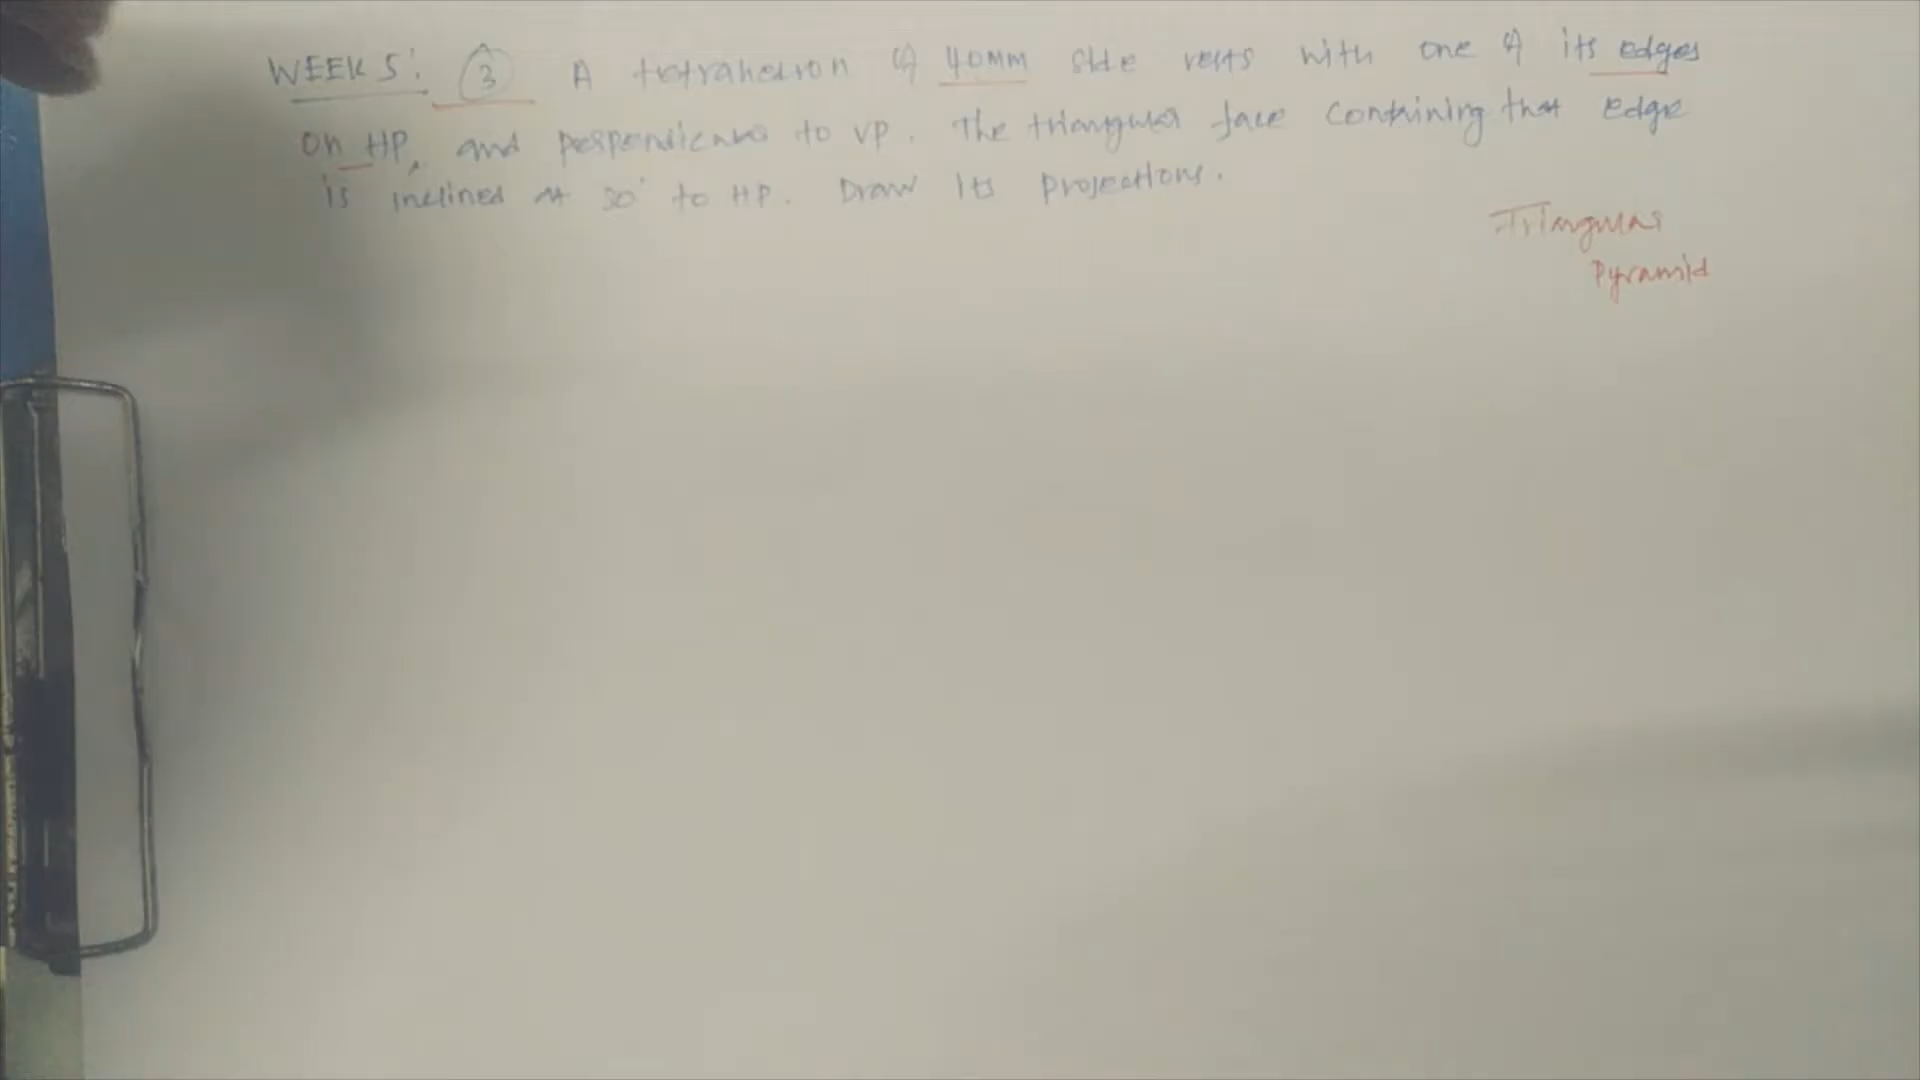 WEEK 5: 3 A tetrahedron of 40MM side rests with one of its edges
on HP, and perpendicular to VP. The triangular face containing that edge
is inclined at 30° to HP. Draw its projections.
Triangular
Pyramid